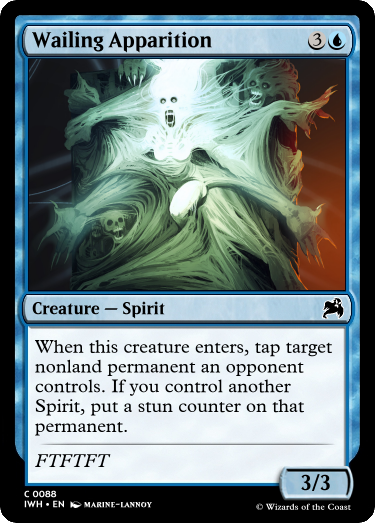 Wailing Apparition 3
Creature — Spirit
When this creature enters, tap target
nonland permanent an opponent
controls. If you control another
Spirit, put a stun counter on that
permanent.
FTFTFT
3/3
C 0088
IWH • EN MARINE-LANNOY
© Wizards of the Coast